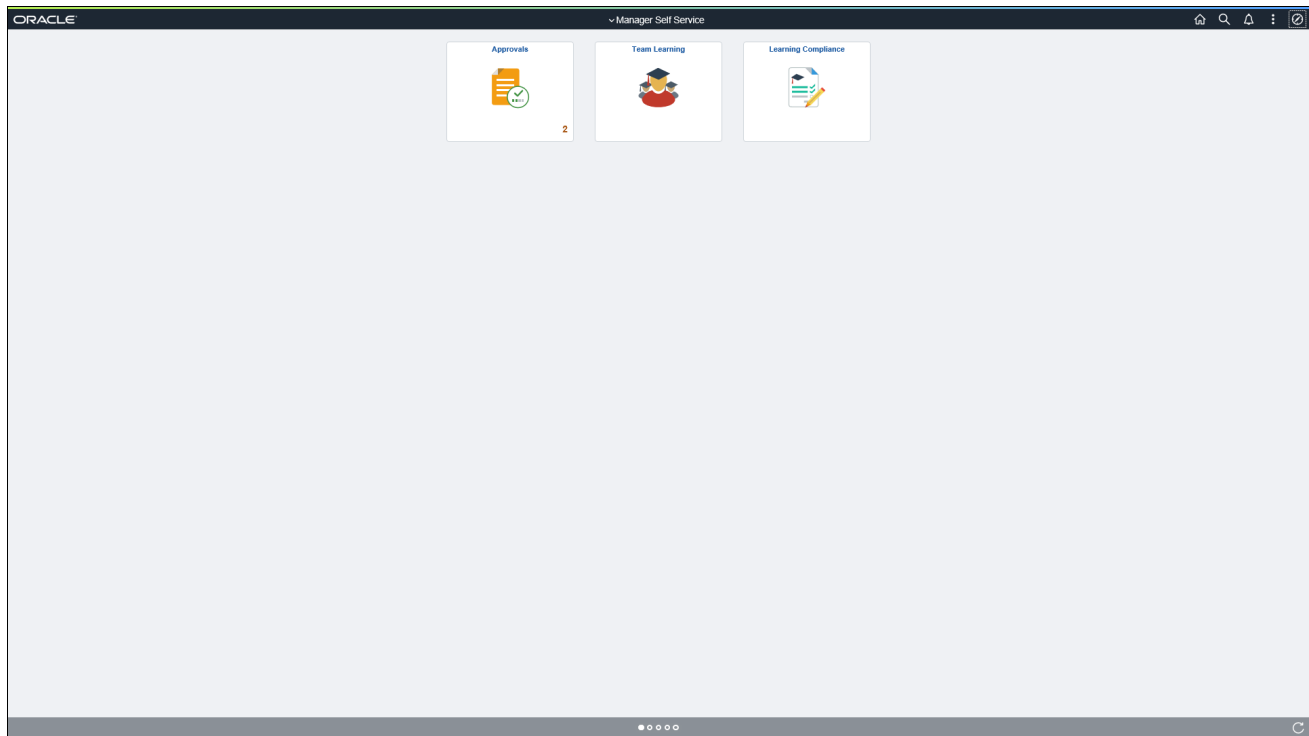 ORACLE
Manager Self Service
Approvals
Team Learning
Learning Compliance
2